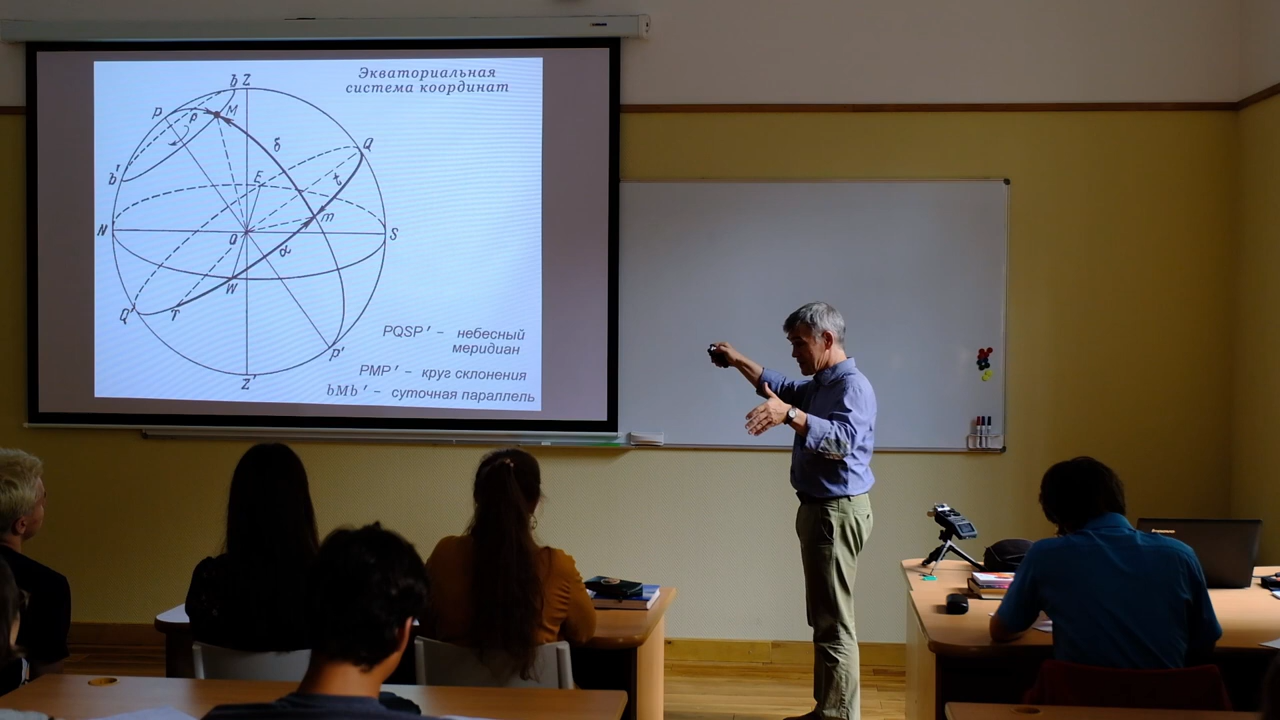 Экваториальная
система координат
b Z
P
ρ
M
Q
δ
b'
E
t
m
N
O
S
α
W
Q'
T
P'
Z'
PQSP' – небесный
меридиан
PMP' – круг склонения
bMb' – суточная параллель